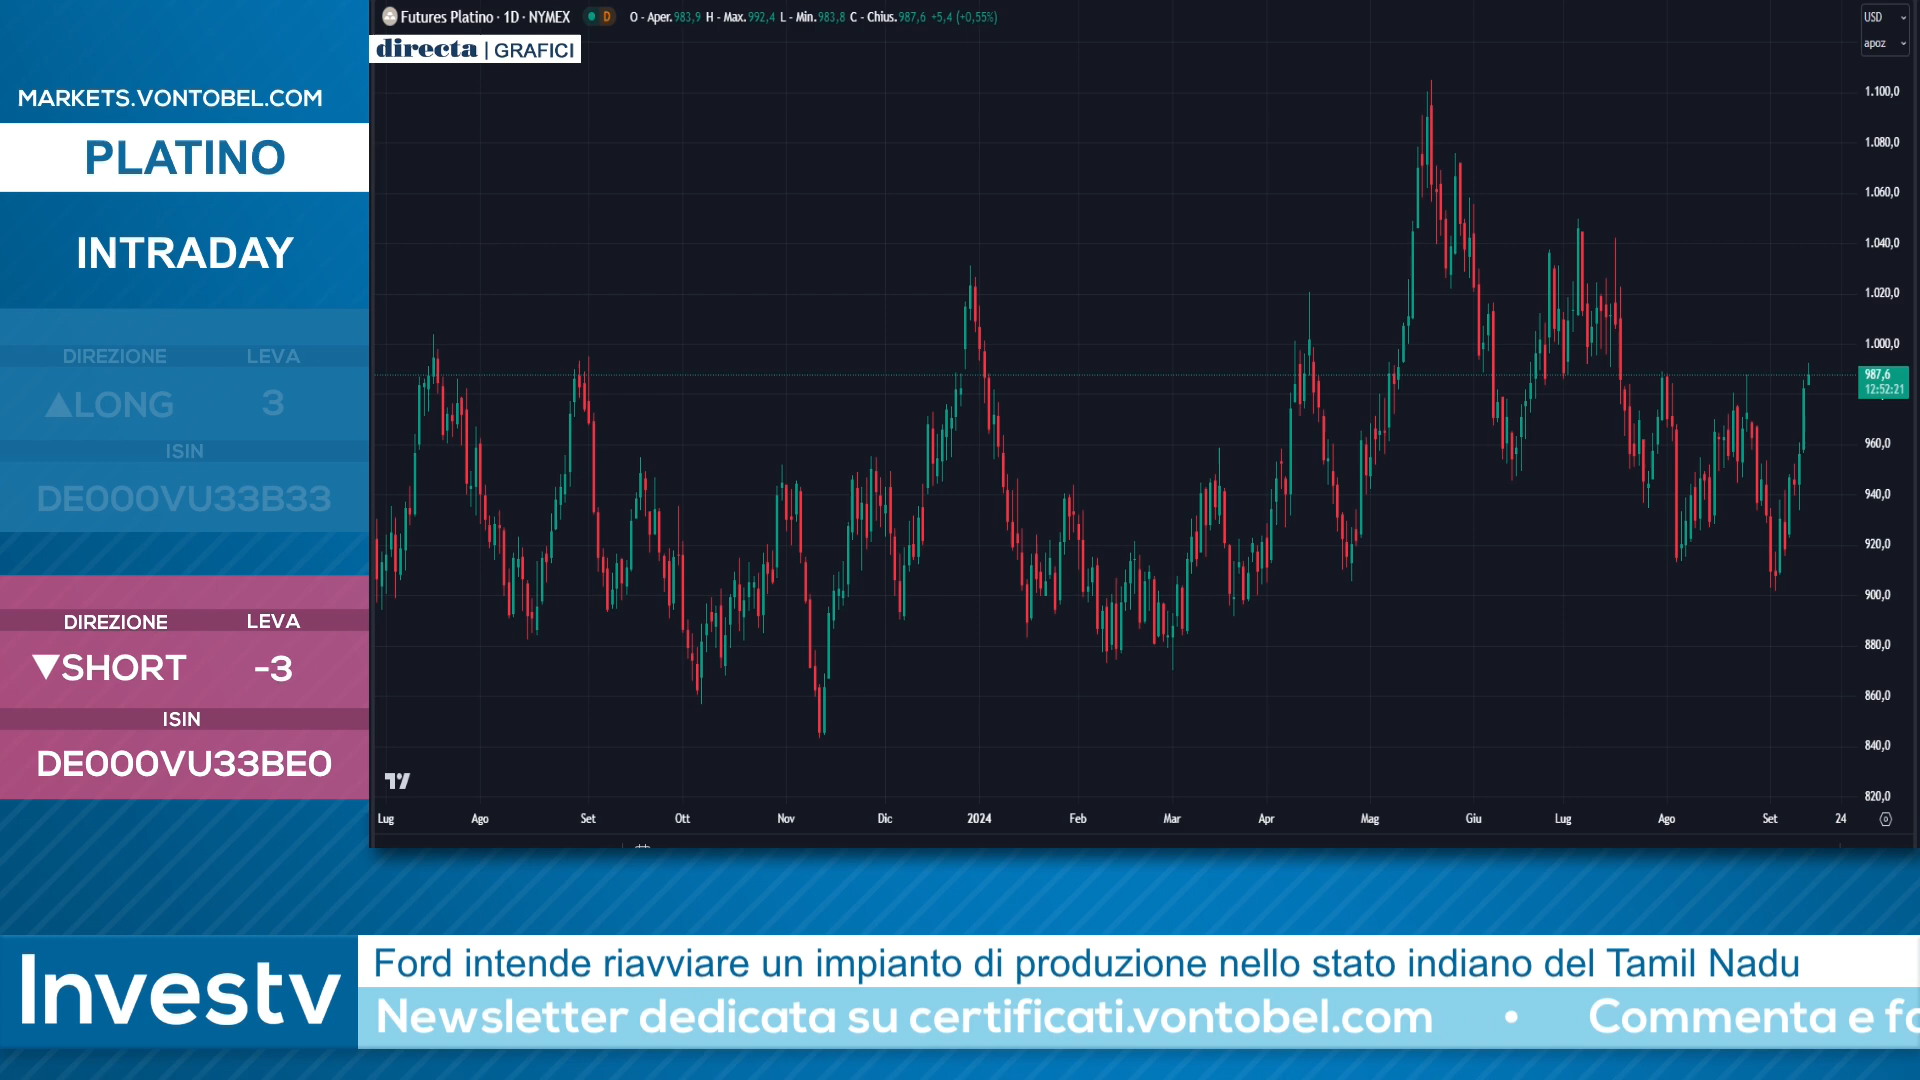 MARKETS.VONTOBEL.COM
PLATINO
INTRADAY
DIREZIONE LEVA
▲LONG 3
ISIN
DE000VU33B33
DIREZIONE LEVA
▼SHORT -3
ISIN
DE000VU33BE0
Futures Platino · 1D · NYMEX D O - Aper.983,9 H - Max.992,4 L - Min.983,8 C - Chius.987,6 +5,4 (+0,55%)
directa | GRAFICI
USD
apoz
1.100,0
1.080,0
1.060,0
1.040,0
1.020,0
1.000,0
987,6
12:52:21
960,0
940,0
920,0
900,0
880,0
860,0
840,0
820,0
Lug Ago Set Ott Nov Dic 2024 Feb Mar Apr Mag Giu Lug Ago Set 24
Investv
Ford intende riavviare un impianto di produzione nello stato indiano del Tamil Nadu
Newsletter dedicata su certificati.vontobel.com • Commenta e fa